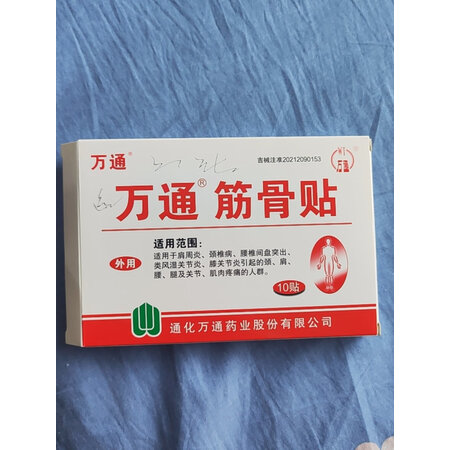 万通®
吉械注准20212090153
万通
万通®筋骨贴
适用范围:
外用
适用于肩周炎、颈椎病、腰椎间盘突出、
类风湿关节炎、膝关节炎引起的颈、肩、
腰、腿及关节、肌肉疼痛的人群。
10贴
通化万通药业股份有限公司